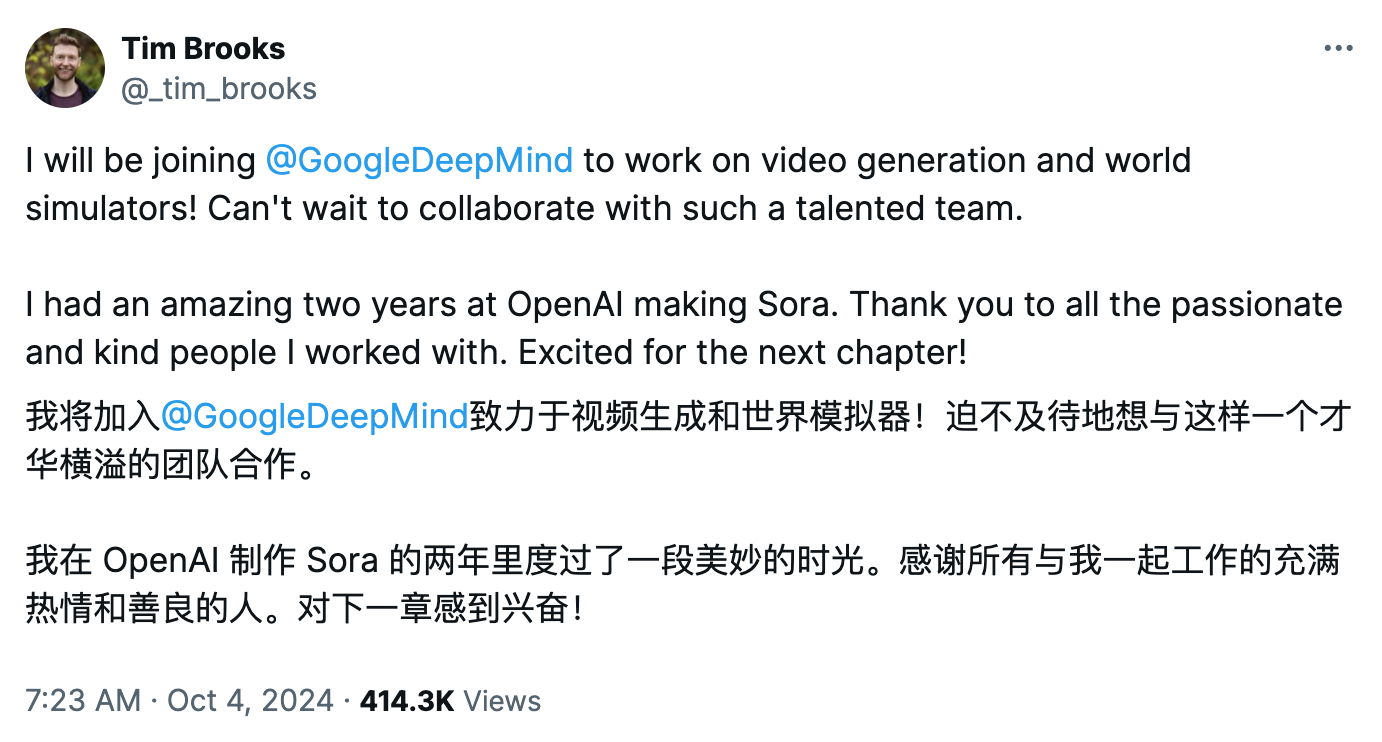 Tim Brooks
@_tim_brooks
I will be joining @GoogleDeepMind to work on video generation and world
simulators! Can't wait to collaborate with such a talented team.
I had an amazing two years at OpenAI making Sora. Thank you to all the passionate
and kind people I worked with. Excited for the next chapter!
我将加入@GoogleDeepMind致力于视频生成和世界模拟器！迫不及待地想与这样一个才
华横溢的团队合作。
我在 OpenAI 制作 Sora 的两年里度过了一段美妙的时光。感谢所有与我一起工作的充满
热情和善良的人。对下一章感到兴奋！
7:23 AM · Oct 4, 2024 · 414.3K Views